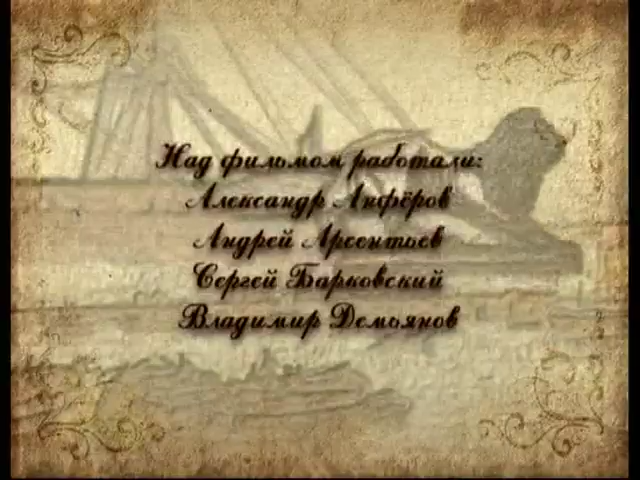 Над фильмом работали:
Александр Анфёров
Андрей Арсентьев
Сергей Барковский
Владимир Демьянов